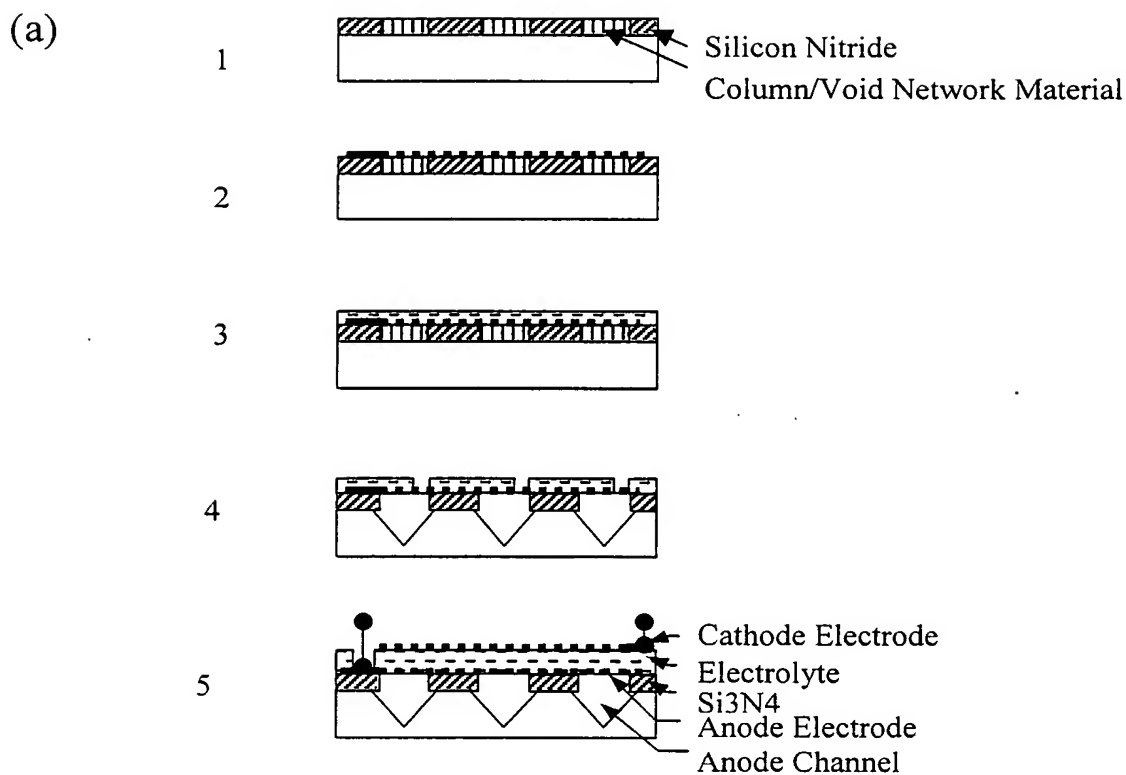 (a)
1
Silicon Nitride
Column/Void Network Material
2
3
4
5
Cathode Electrode
Electrolyte
Si3N4
Anode Electrode
Anode Channel